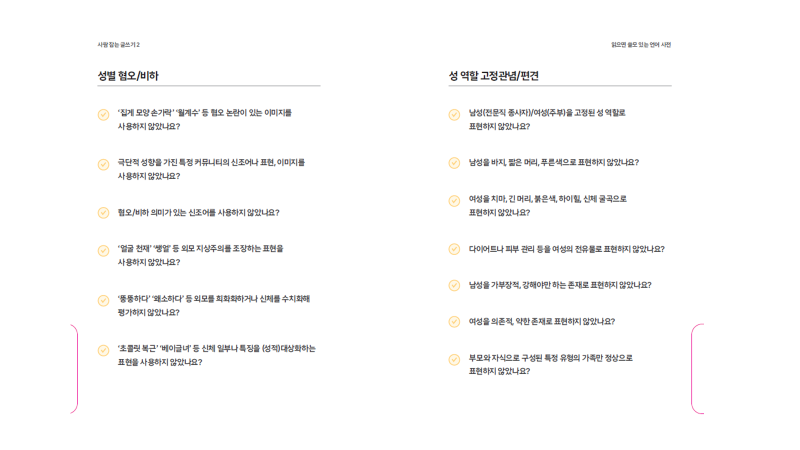 사랑 잡는 글쓰기 2
읽으면 쓸모 있는 언어 사전
성별 혐오/비하
‘집게 모양 손가락’ ‘월계수’ 등 혐오 논란이 있는 이미지를
사용하지 않았나요?
극단적 성향을 가진 특정 커뮤니티의 신조어나 표현, 이미지를
사용하지 않았나요?
혐오/비하 의미가 있는 신조어를 사용하지 않았나요?
‘얼굴 천재’ ‘쌩얼’ 등 외모 지상주의를 조장하는 표현을
사용하지 않았나요?
‘뚱뚱하다’ ‘왜소하다’ 등 외모를 희화화하거나 신체를 수치화해
평가하지 않았나요?
‘초콜릿 복근’ ‘베이글녀’ 등 신체 일부나 특징을 (성적)대상화하는
표현을 사용하지 않았나요?
성 역할 고정관념/편견
남성(전문직 종사자)/여성(주부)을 고정된 성 역할로
표현하지 않았나요?
남성을 바지, 짧은 머리, 푸른색으로 표현하지 않았나요?
여성을 치마, 긴 머리, 붉은색, 하이힐, 신체 굴곡으로
표현하지 않았나요?
다이어트나 피부 관리 등을 여성의 전유물로 표현하지 않았나요?
남성을 가부장적, 강해야만 하는 존재로 표현하지 않았나요?
여성을 의존적, 약한 존재로 표현하지 않았나요?
부모와 자식으로 구성된 특정 유형의 가족만 정상으로
표현하지 않았나요?